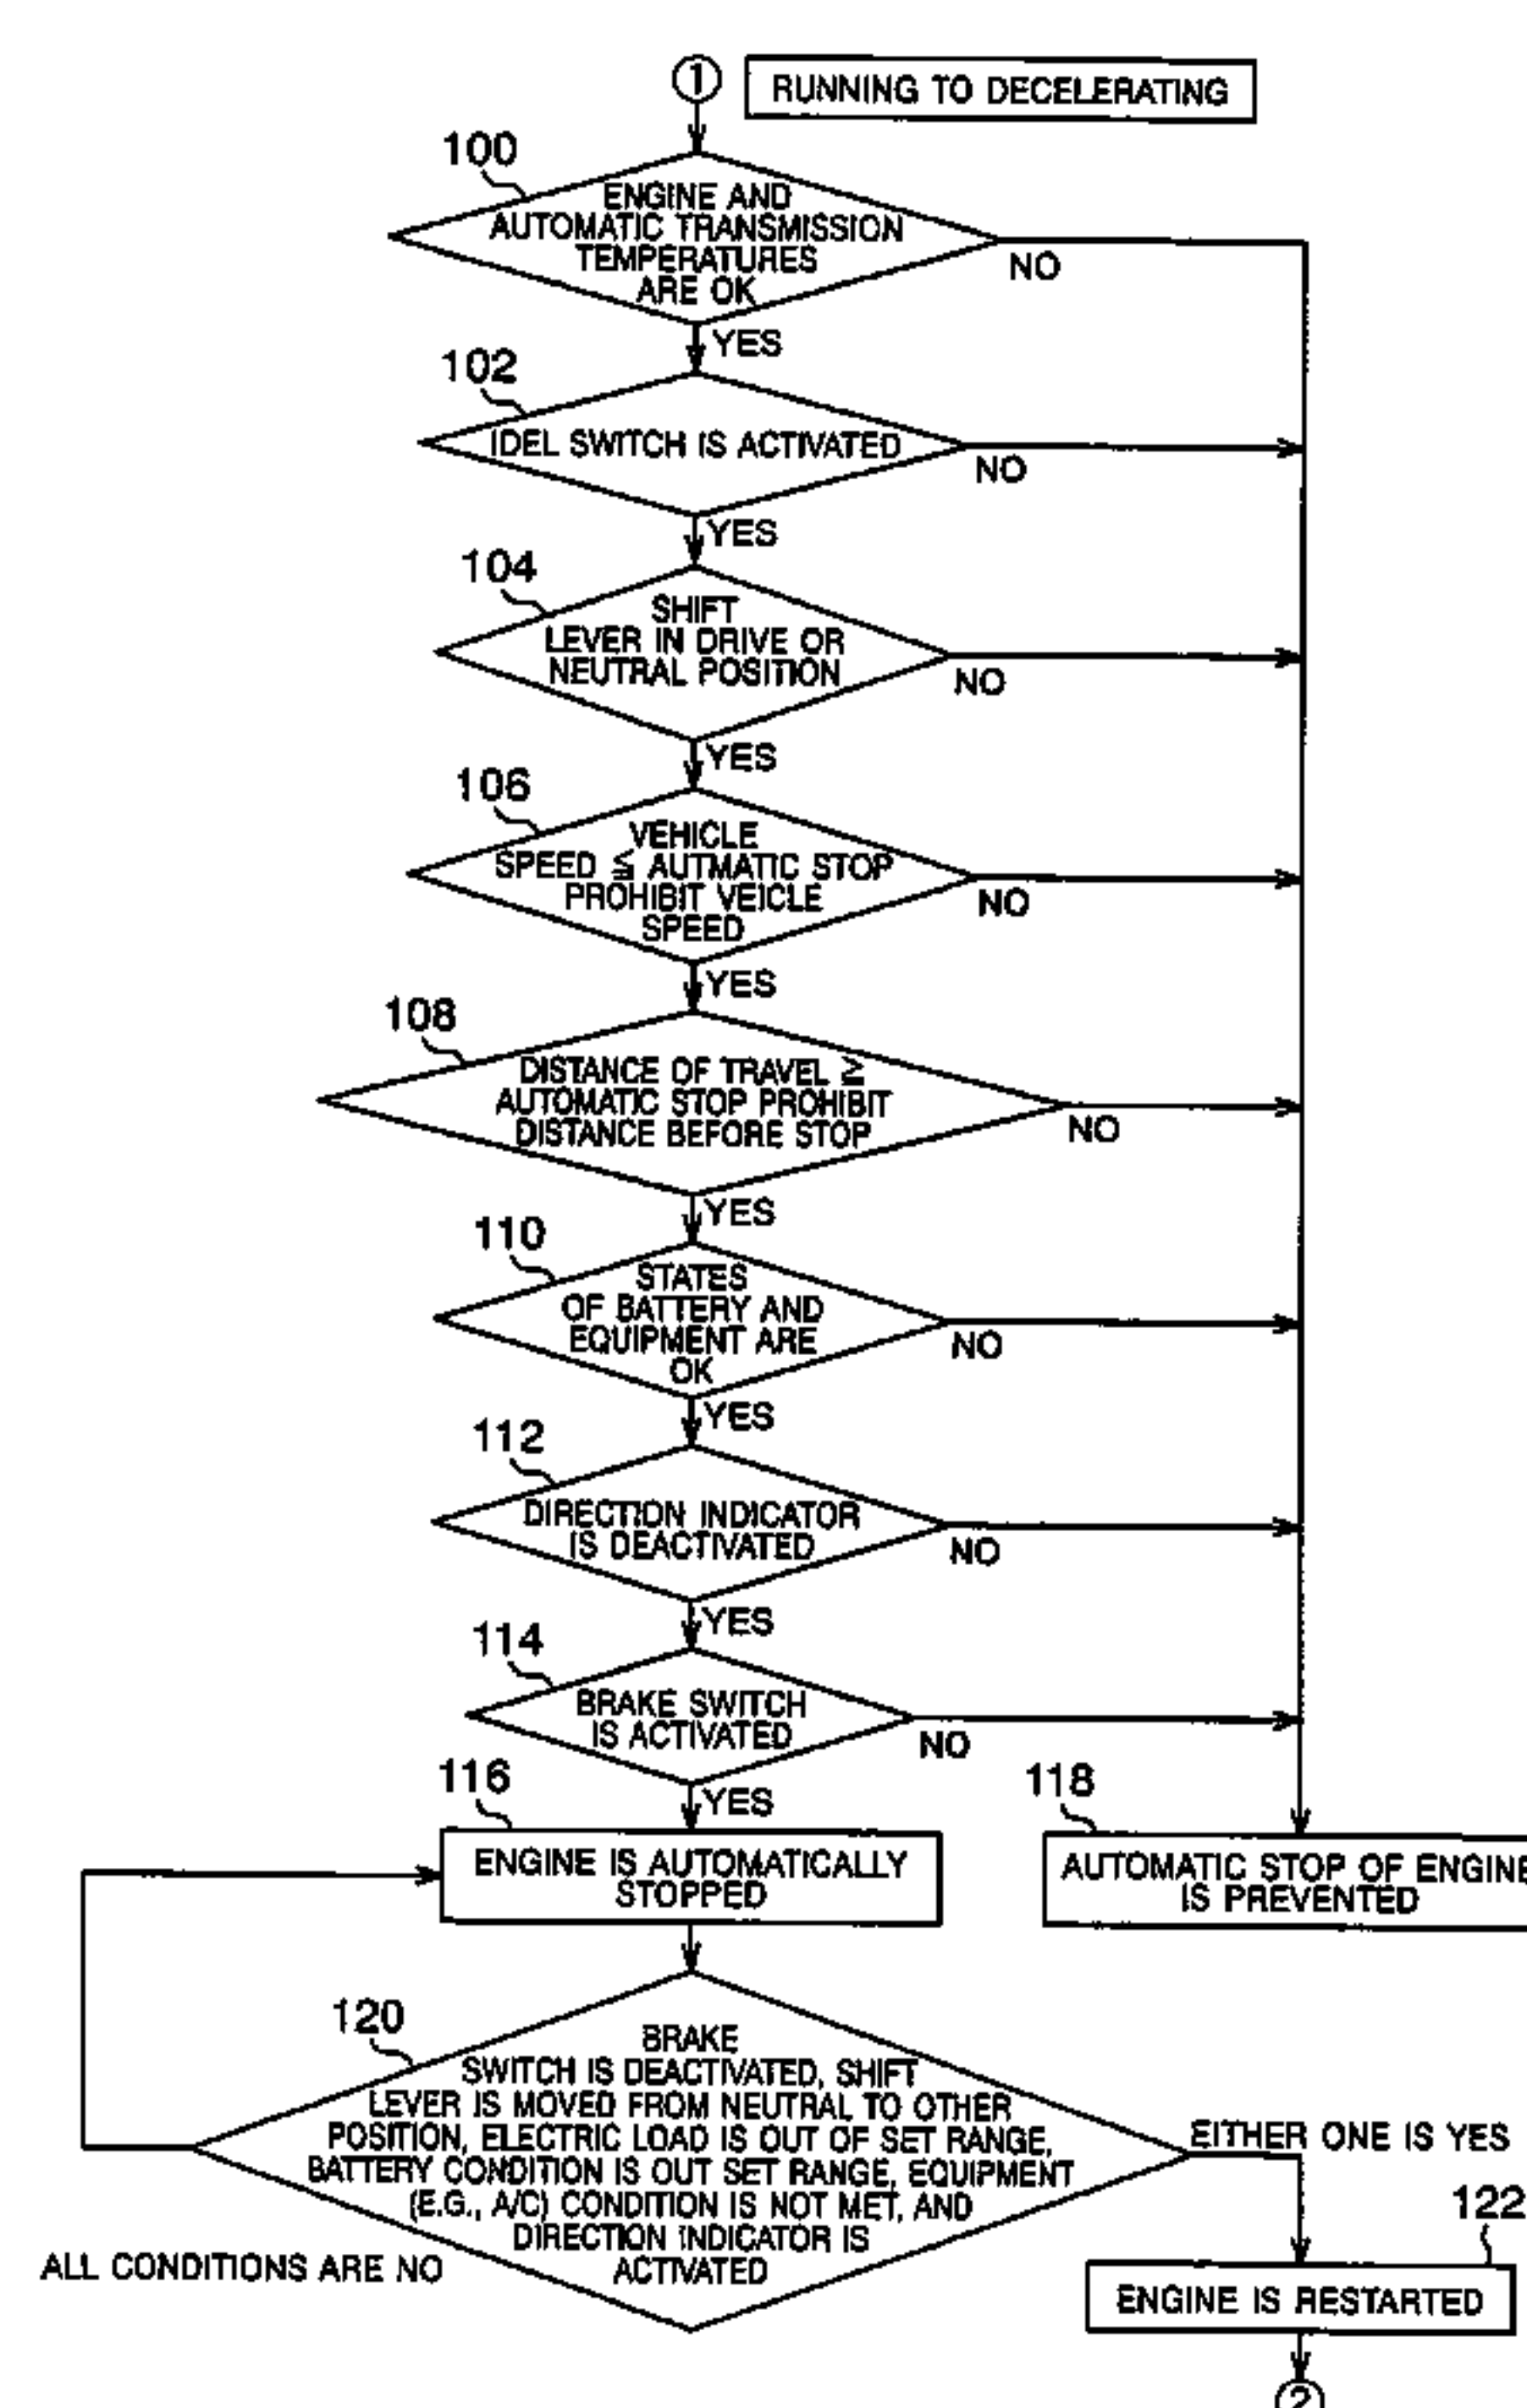 1
RUNNING TO DECELERATING
100
ENGINE AND
AUTOMATIC TRANSMISSION
TEMPERATURES
ARE OK
NO
YES
102
IDEL SWITCH IS ACTIVATED
NO
YES
104
SHIFT
LEVER IN DRIVE OR
NEUTRAL POSITION
NO
YES
106
VEHICLE
SPEED ≦ AUTMATIC STOP
PROHIBIT VEICLE
SPEED
NO
YES
108
DISTANCE OF TRAVEL ≧
AUTOMATIC STOP PROHIBIT
DISTANCE BEFORE STOP
NO
YES
110
STATES
OF BATTERY AND
EQUIPMENT ARE
OK
NO
YES
112
DIRECTION INDICATOR
IS DEACTIVATED
NO
YES
114
BRAKE SWITCH
IS ACTIVATED
NO
YES
116
ENGINE IS AUTOMATICALLY
STOPPED
118
AUTOMATIC STOP OF ENGINE
IS PREVENTED
120
BRAKE
SWITCH IS DEACTIVATED, SHIFT
LEVER IS MOVED FROM NEUTRAL TO OTHER
POSITION, ELECTRIC LOAD IS OUT OF SET RANGE,
BATTERY CONDITION IS OUT SET RANGE, EQUIPMENT
(E.G., A/C) CONDITION IS NOT MET, AND
DIRECTION INDICATOR IS
ACTIVATED
EITHER ONE IS YES
ALL CONDITIONS ARE NO
122
ENGINE IS RESTARTED
2